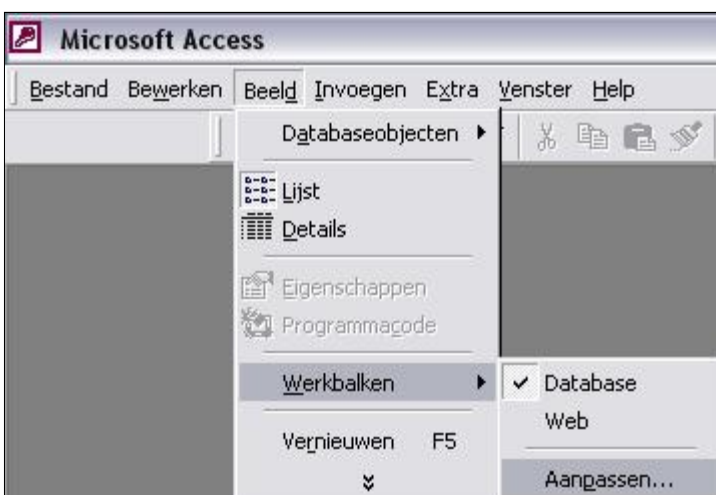 Microsoft Access
Bestand Bewerken Beeld Invoegen Extra Venster Help
Databaseobjecten
Lijst
Details
Eigenschappen
Programmacode
Werkbalken
Database
Web
Vernieuwen F5
Aanpassen...